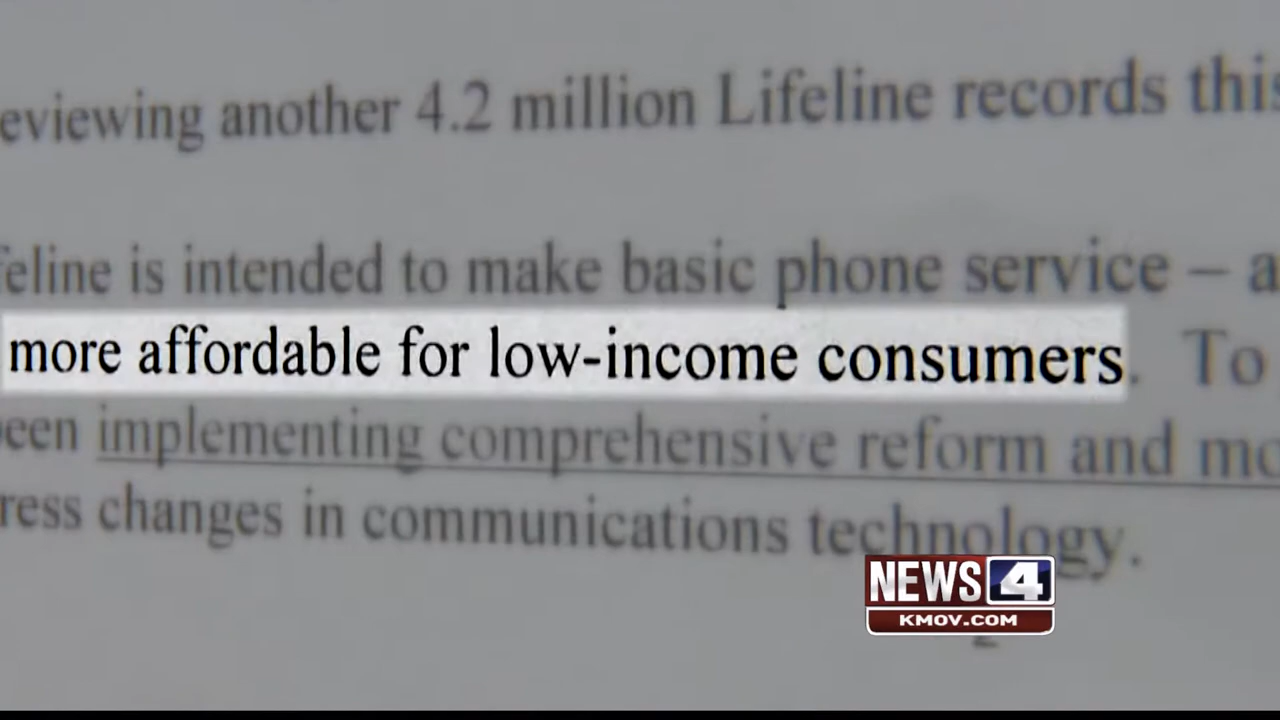 eviewing another 4.2 million Lifeline records this
feline is intended to make basic phone service – a
more affordable for low-income consumers. To
een implementing comprehensive reform and mo
ress changes in communications technology.
NEWS 4
KMOV.COM